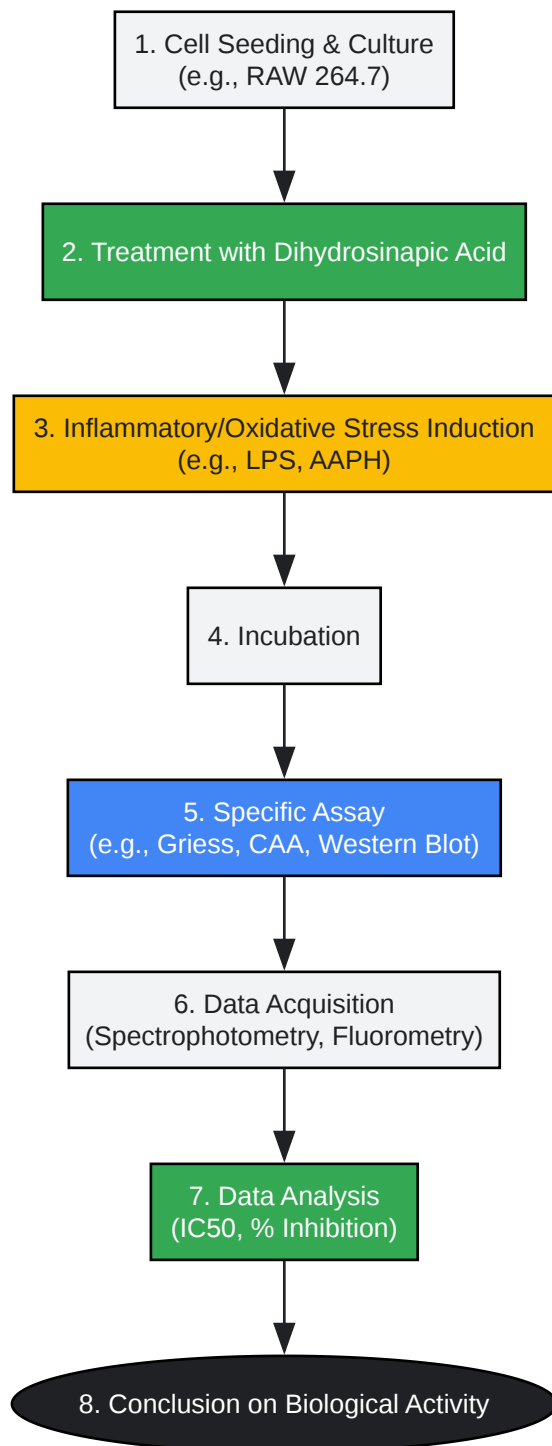 1. Cell Seeding & Culture
(e.g., RAW 264.7)
2. Treatment with Dihydrosinapic Acid
3. Inflammatory/Oxidative Stress Induction
(e.g., LPS, AAPH)
4. Incubation
5. Specific Assay
(e.g., Griess, CAA, Western Blot)
6. Data Acquisition
(Spectrophotometry, Fluorometry)
7. Data Analysis
(IC50, % Inhibition)
8. Conclusion on Biological Activity